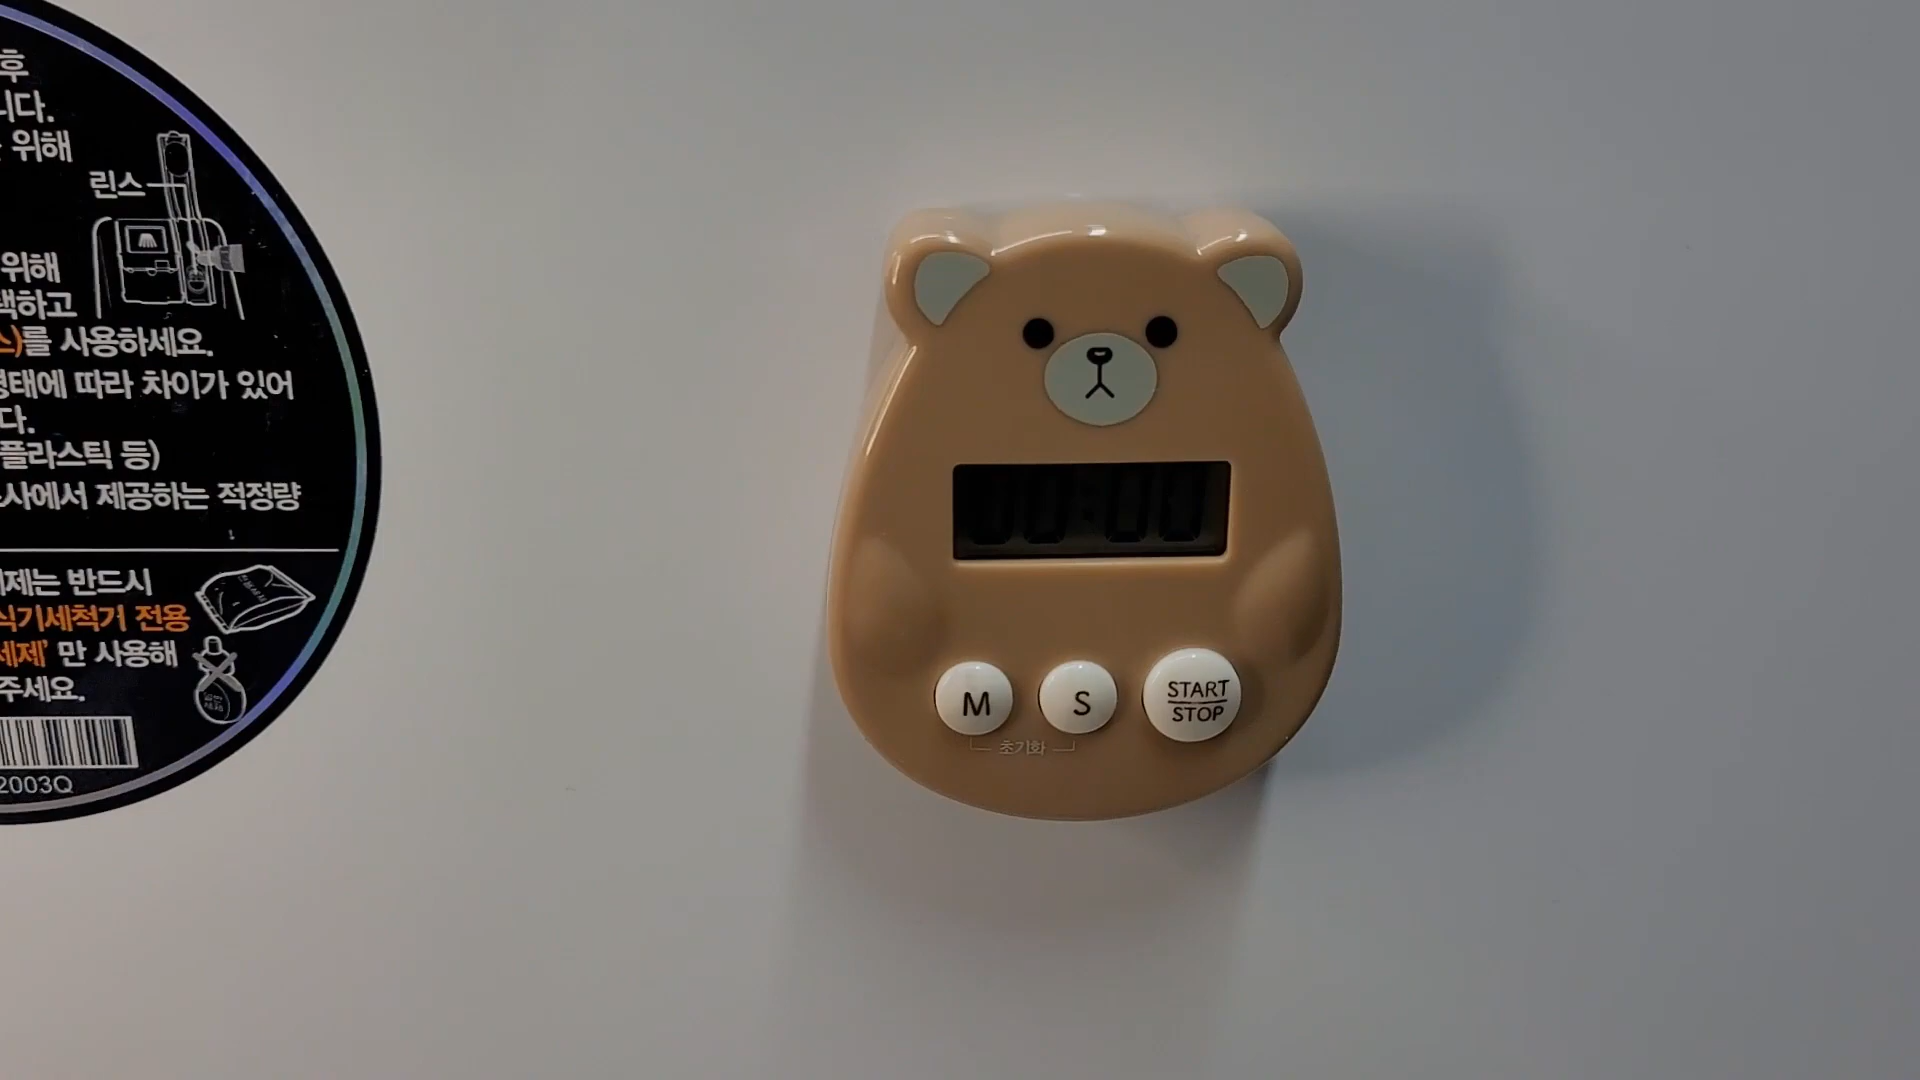 후
니다.
위해
린스
위해
택하고
스)를 사용하세요.
형태에 따라 차이가 있어
다.
플라스틱 등)
사에서 제공하는 적정량
세제는 반드시
식기세척기 전용
세제' 만 사용해
주세요.
2003Q
00:00
M
S
START
STOP
초기화